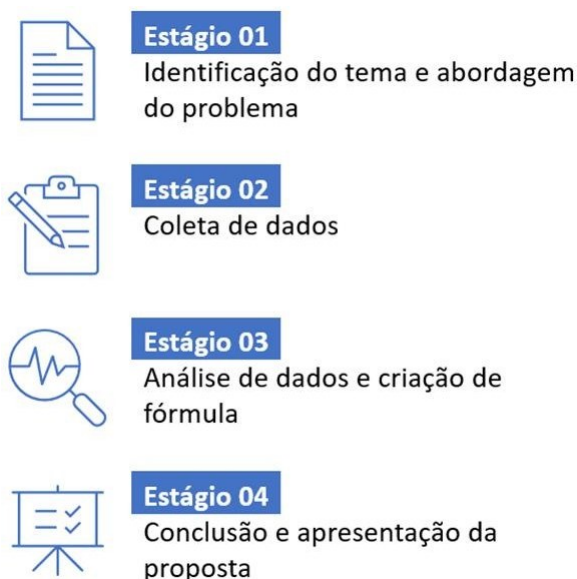 Estágio 01
Identificação do tema e abordagem
do problema
Estágio 02
Coleta de dados
Estágio 03
Análise de dados e criação de
fórmula
Estágio 04
Conclusão e apresentação da
proposta